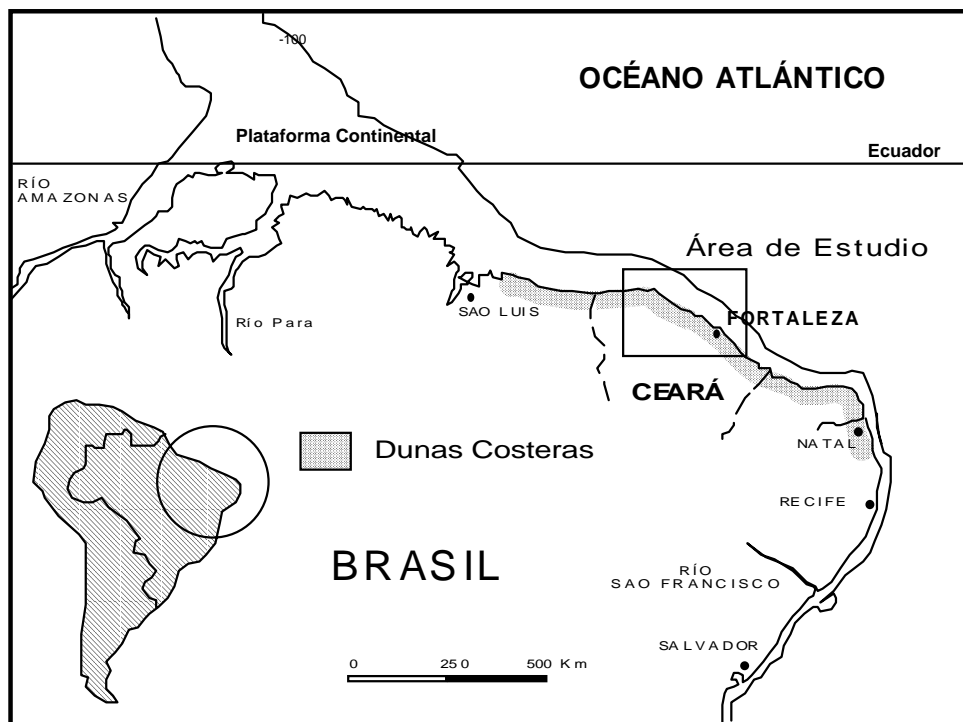 -100
OCÉANO ATLÁNTICO
Plataforma Continental
Ecuador
RÍO
AMAZONAS
Área de Estudio
Río Para
SAO LUIS
FORTALEZA
CEARÁ
Dunas Costeras
NATAL
RECIFE
BRASIL
RÍO
SAO FRANCISCO
SALVADOR
0 250 500 Km